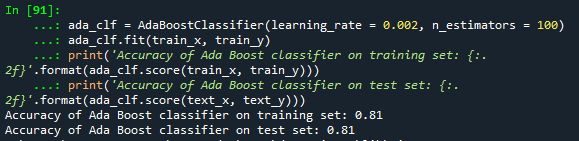 In [91]:
...: ada_clf = AdaBoostClassifier(learning_rate = 0.002, n_estimators = 100)
...: ada_clf.fit(train_x, train_y)
...: print('Accuracy of Ada Boost classifier on training set: {:.
2f}'.format(ada_clf.score(train_x, train_y)))
...: print('Accuracy of Ada Boost classifier on test set: {:.
2f}'.format(ada_clf.score(text_x, text_y)))
Accuracy of Ada Boost classifier on training set: 0.81
Accuracy of Ada Boost classifier on test set: 0.81